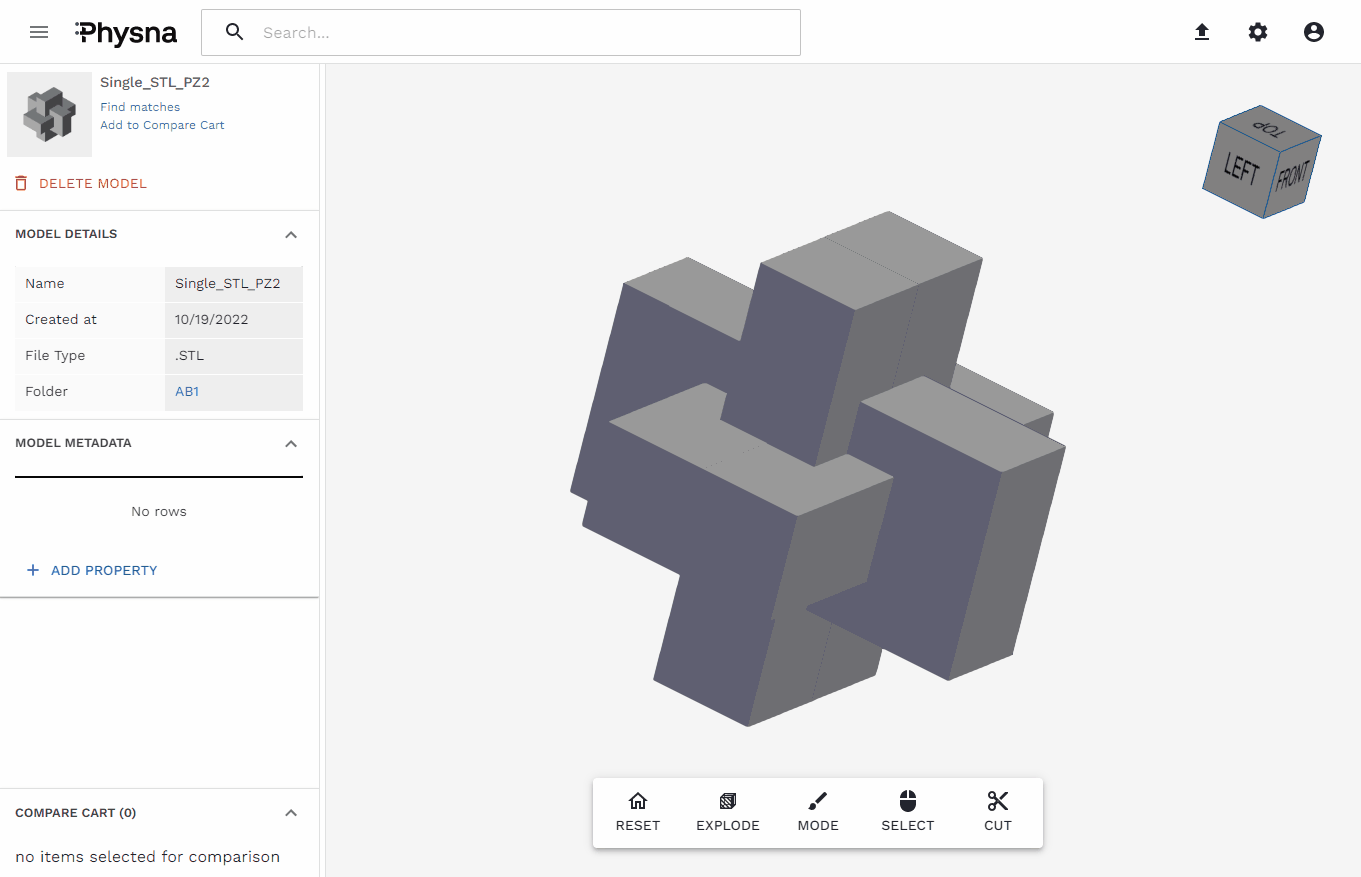 Physna
Search...
Single_STL_PZ2
Find matches
Add to Compare Cart
DELETE MODEL
MODEL DETAILS
Name Single_STL_PZ2
Created at 10/19/2022
File Type .STL
Folder AB1
MODEL METADATA
No rows
+ ADD PROPERTY
COMPARE CART (0)
no items selected for comparison
TOP
LEFT
FRONT
RESET
EXPLODE
MODE
SELECT
CUT